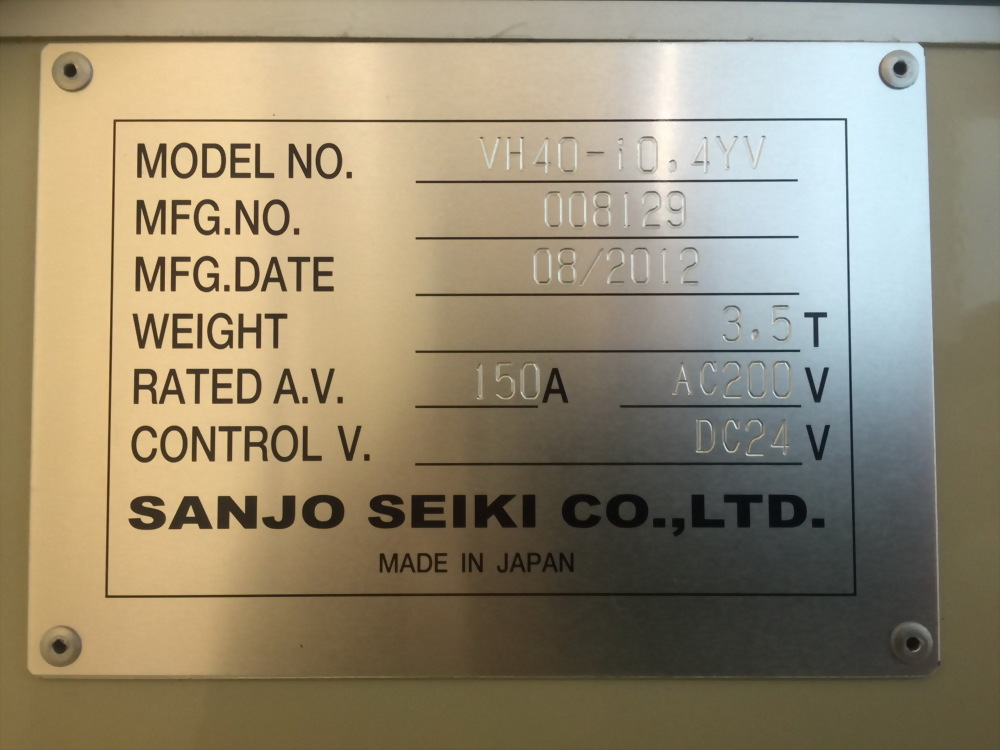 MODEL NO. VH40-i0.4YV
MFG.NO. 008129
MFG.DATE 08/2012
WEIGHT 3.5 T
RATED A.V. 150A AC200 V
CONTROL V. DC24 V
SANJO SEIKI CO.,LTD.
MADE IN JAPAN